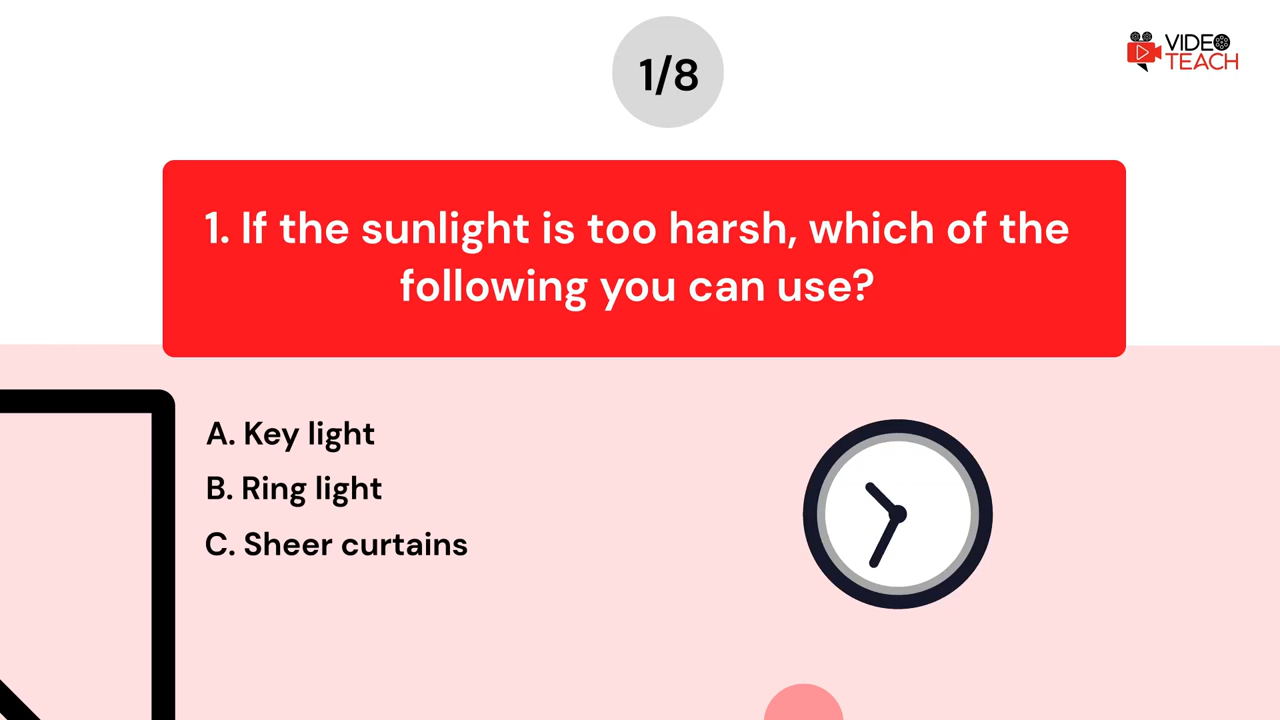 1/8
VIDEO
TEACH
1. If the sunlight is too harsh, which of the
following you can use?
A. Key light
B. Ring light
C. Sheer curtains